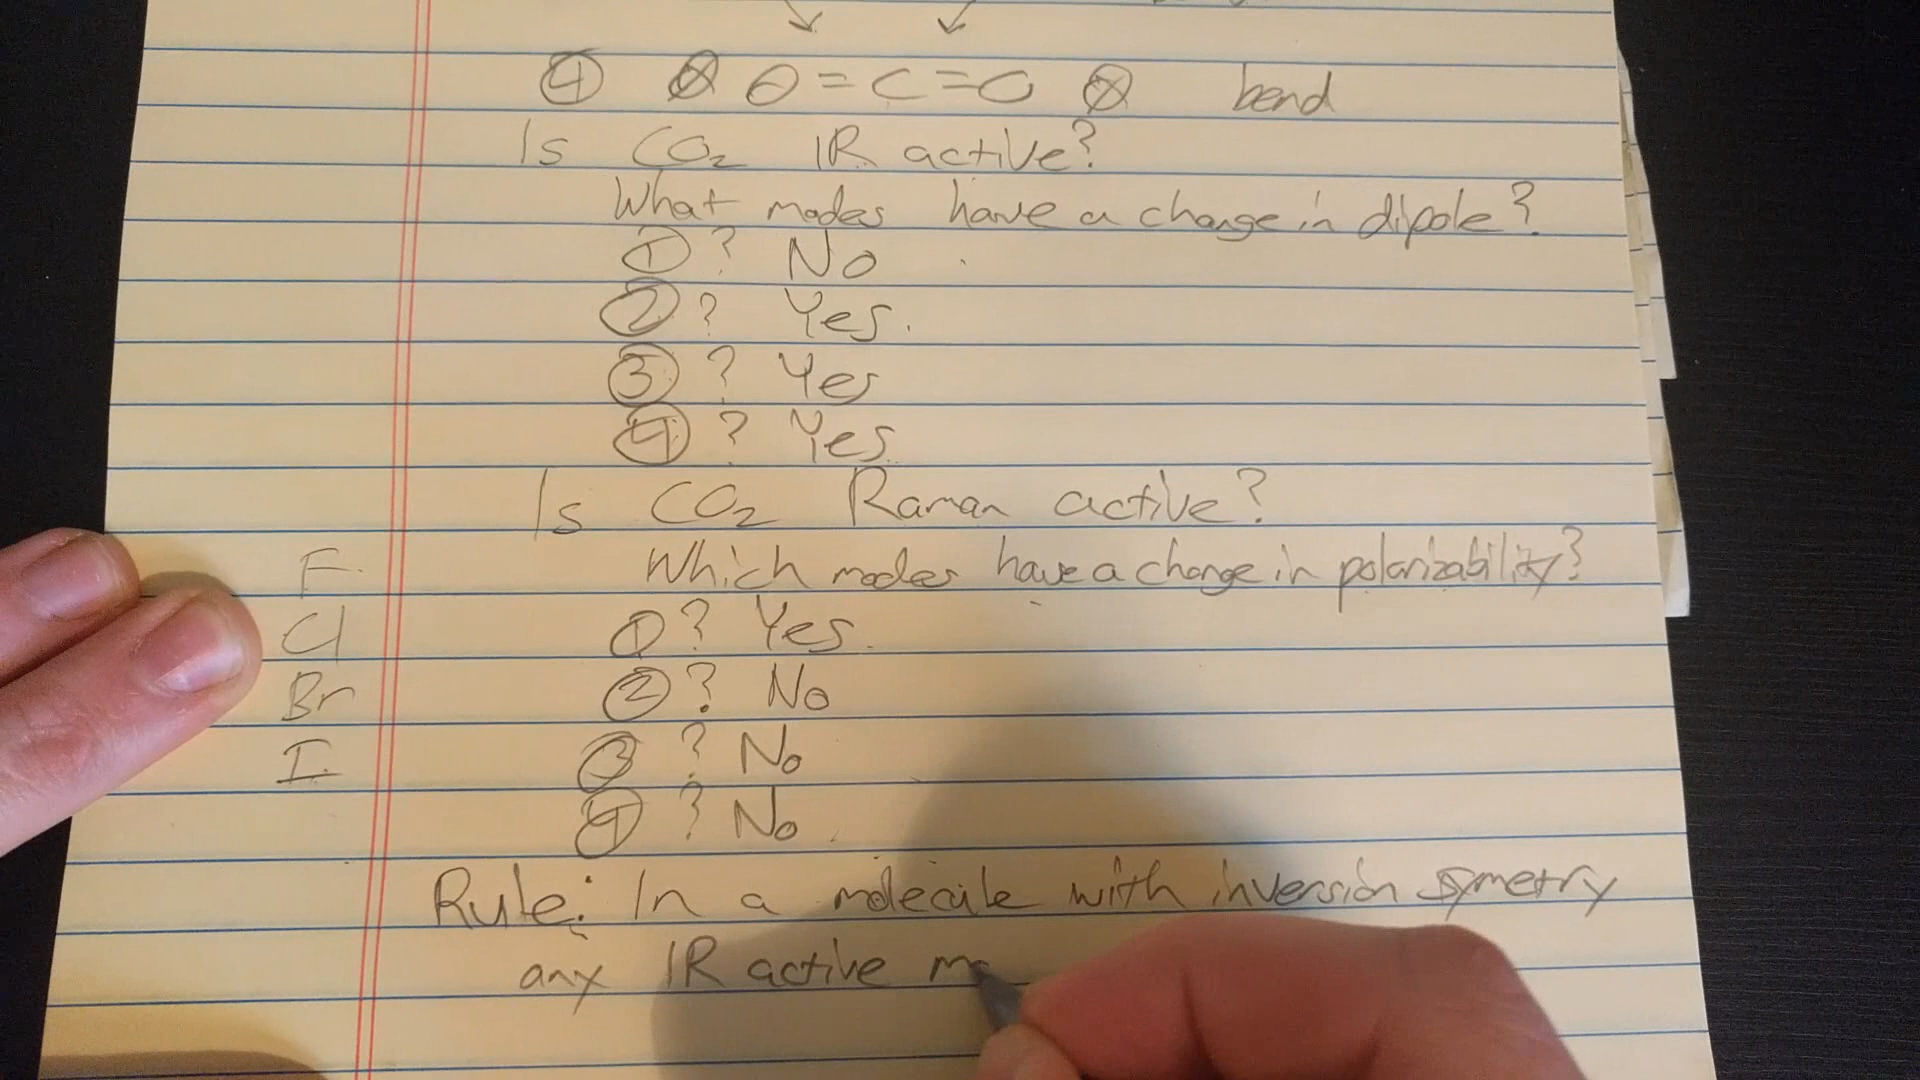 ④ ⊗ O=C=O ⊗ bend
Is CO₂ IR active?
What modes have a change in dipole?
① ? No
② ? Yes.
③ ? Yes
④ ? Yes
Is CO₂ Raman active?
F
Which modes have a change in polarizability?
Cl
① ? Yes.
Br
② ? No
I
③ ? No
④ ? No
Rule: In a molecule with inversion symetry
any IR active mo